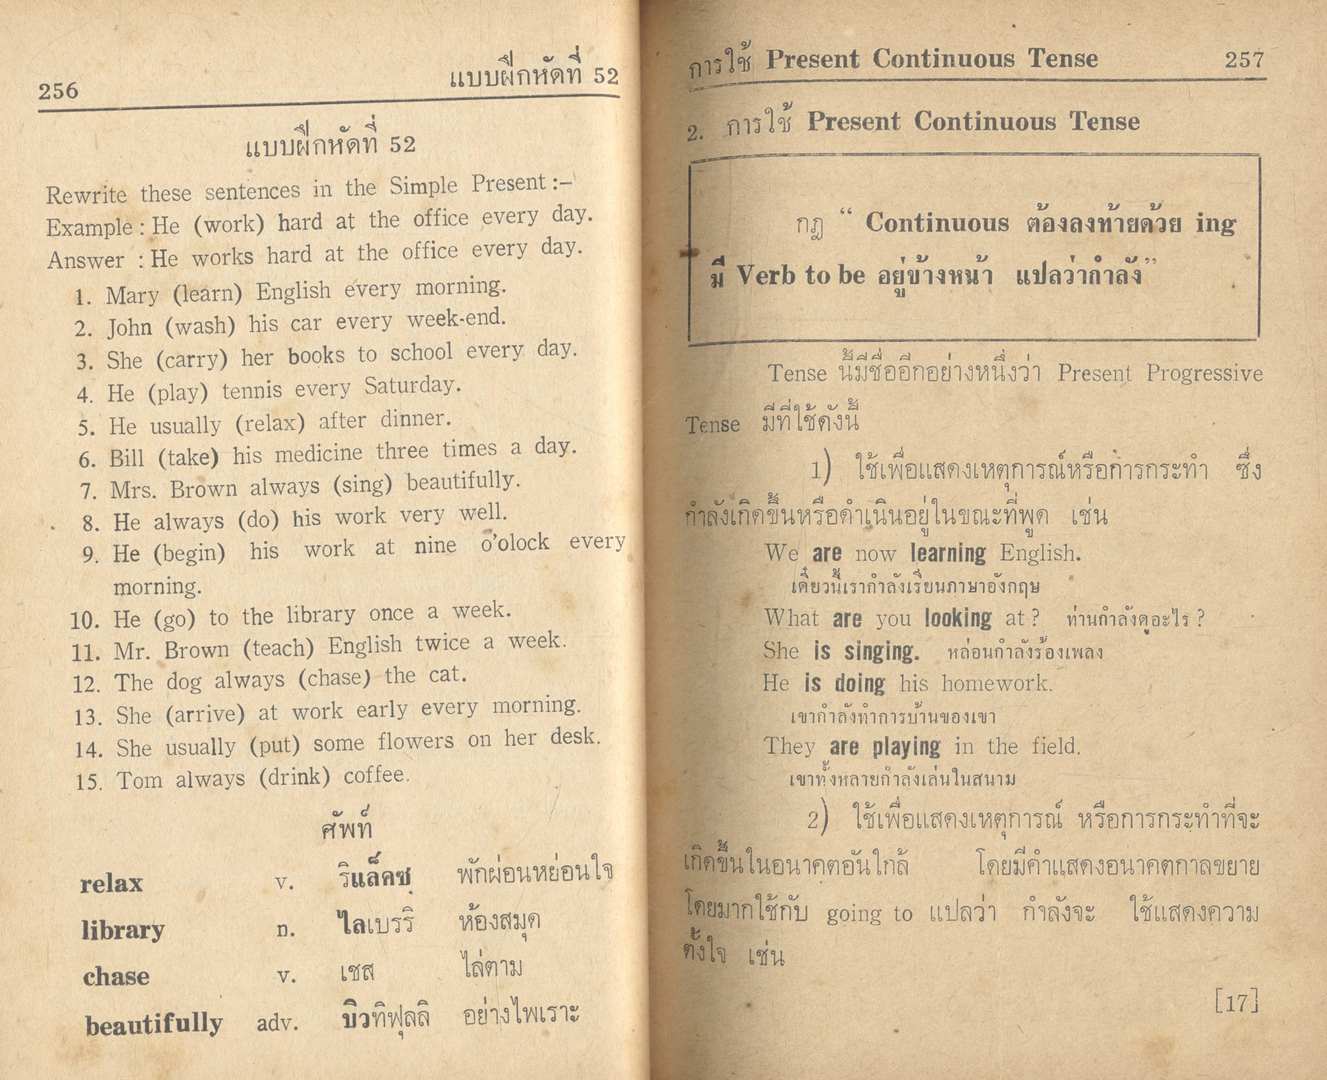 256
แบบฝึกหัดที่ 52
แบบฝึกหัดที่ 52
Rewrite these sentences in the Simple Present :–
Example : He (work) hard at the office every day.
Answer : He works hard at the office every day.
1. Mary (learn) English every morning.
2. John (wash) his car every week-end.
3. She (carry) her books to school every day.
4. He (play) tennis every Saturday.
5. He usually (relax) after dinner.
6. Bill (take) his medicine three times a day.
7. Mrs. Brown always (sing) beautifully.
8. He always (do) his work very well.
9. He (begin) his work at nine o'olock every
morning.
10. He (go) to the library once a week.
11. Mr. Brown (teach) English twice a week.
12. The dog always (chase) the cat.
13. She (arrive) at work early every morning.
14. She usually (put) some flowers on her desk.
15. Tom always (drink) coffee.
ศัพท์
relax v. ริแล็คซฺ พักผ่อนหย่อนใจ
library n. ไลเบรริ่ ห้องสมุด
chase v. เชส ไล่ตาม
beautifully adv. บิวทิฟุลลิ อย่างไพเราะ
การใช้ Present Continuous Tense 257
2. การใช้ Present Continuous Tense
กฎ “ Continuous ต้องลงท้ายด้วย ing
มี Verb to be อยู่ข้างหน้า แปลว่ากำลัง”
Tense นี้มีชื่ออีกอย่างหนึ่งว่า Present Progressive
Tense มีที่ใช้ดังนี้
1) ใช้เพื่อแสดงเหตุการณ์หรือการกระทำ ซึ่ง
กำลังเกิดขึ้นหรือดำเนินอยู่ในขณะที่พูด เช่น
We are now learning English.
เดี๋ยวนี้เรากำลังเรียนภาษาอังกฤษ
What are you looking at ? ท่านกำลังดูอะไร ?
She is singing. หล่อนกำลังร้องเพลง
He is doing his homework.
เขากำลังทำการบ้านของเขา
They are playing in the field.
เขาทั้งหลายกำลังเล่นในสนาม
2) ใช้เพื่อแสดงเหตุการณ์ หรือการกระทำที่จะ
เกิดขึ้นในอนาคตอันใกล้ โดยมีคำแสดงอนาคตกาลขยาย
โดยมากใช้กับ going to แปลว่า กำลังจะ ใช้แสดงความ
ตั้งใจ เช่น
[17]